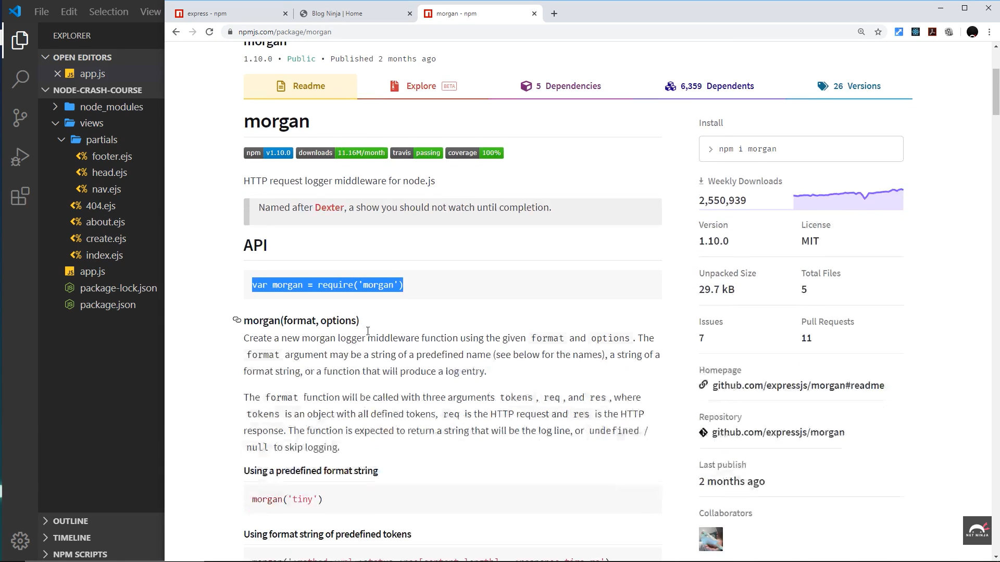 File Edit Selection View
EXPLORER
OPEN EDITORS
JS app.js
NODE-CRASH-COURSE
node_modules
views
partials
footer.ejs
head.ejs
nav.ejs
404.ejs
about.ejs
create.ejs
index.ejs
JS app.js
package-lock.json
package.json
OUTLINE
TIMELINE
NPM SCRIPTS
express - npm
Blog Ninja | Home
morgan - npm
npmjs.com/package/morgan
morgan
1.10.0 • Public • Published 2 months ago
Readme
Explore BETA
5 Dependencies
6,359 Dependents
26 Versions
morgan
npm v1.10.0 downloads 11.16M/month travis passing coverage 100%
HTTP request logger middleware for node.js
Named after Dexter, a show you should not watch until completion.
API
var morgan = require('morgan')
morgan(format, options)
Create a new morgan logger middleware function using the given format and options. The
format argument may be a string of a predefined name (see below for the names), a string of a
format string, or a function that will produce a log entry.
The format function will be called with three arguments tokens, req, and res, where
tokens is an object with all defined tokens, req is the HTTP request and res is the HTTP
response. The function is expected to return a string that will be the log line, or undefined /
null to skip logging.
Using a predefined format string
morgan('tiny')
Using format string of predefined tokens
Install
> npm i morgan
Weekly Downloads
2,550,939
Version License
1.10.0 MIT
Unpacked Size Total Files
29.7 kB 5
Issues Pull Requests
7 11
Homepage
github.com/expressjs/morgan#readme
Repository
github.com/expressjs/morgan
Last publish
2 months ago
Collaborators
NET NINJA